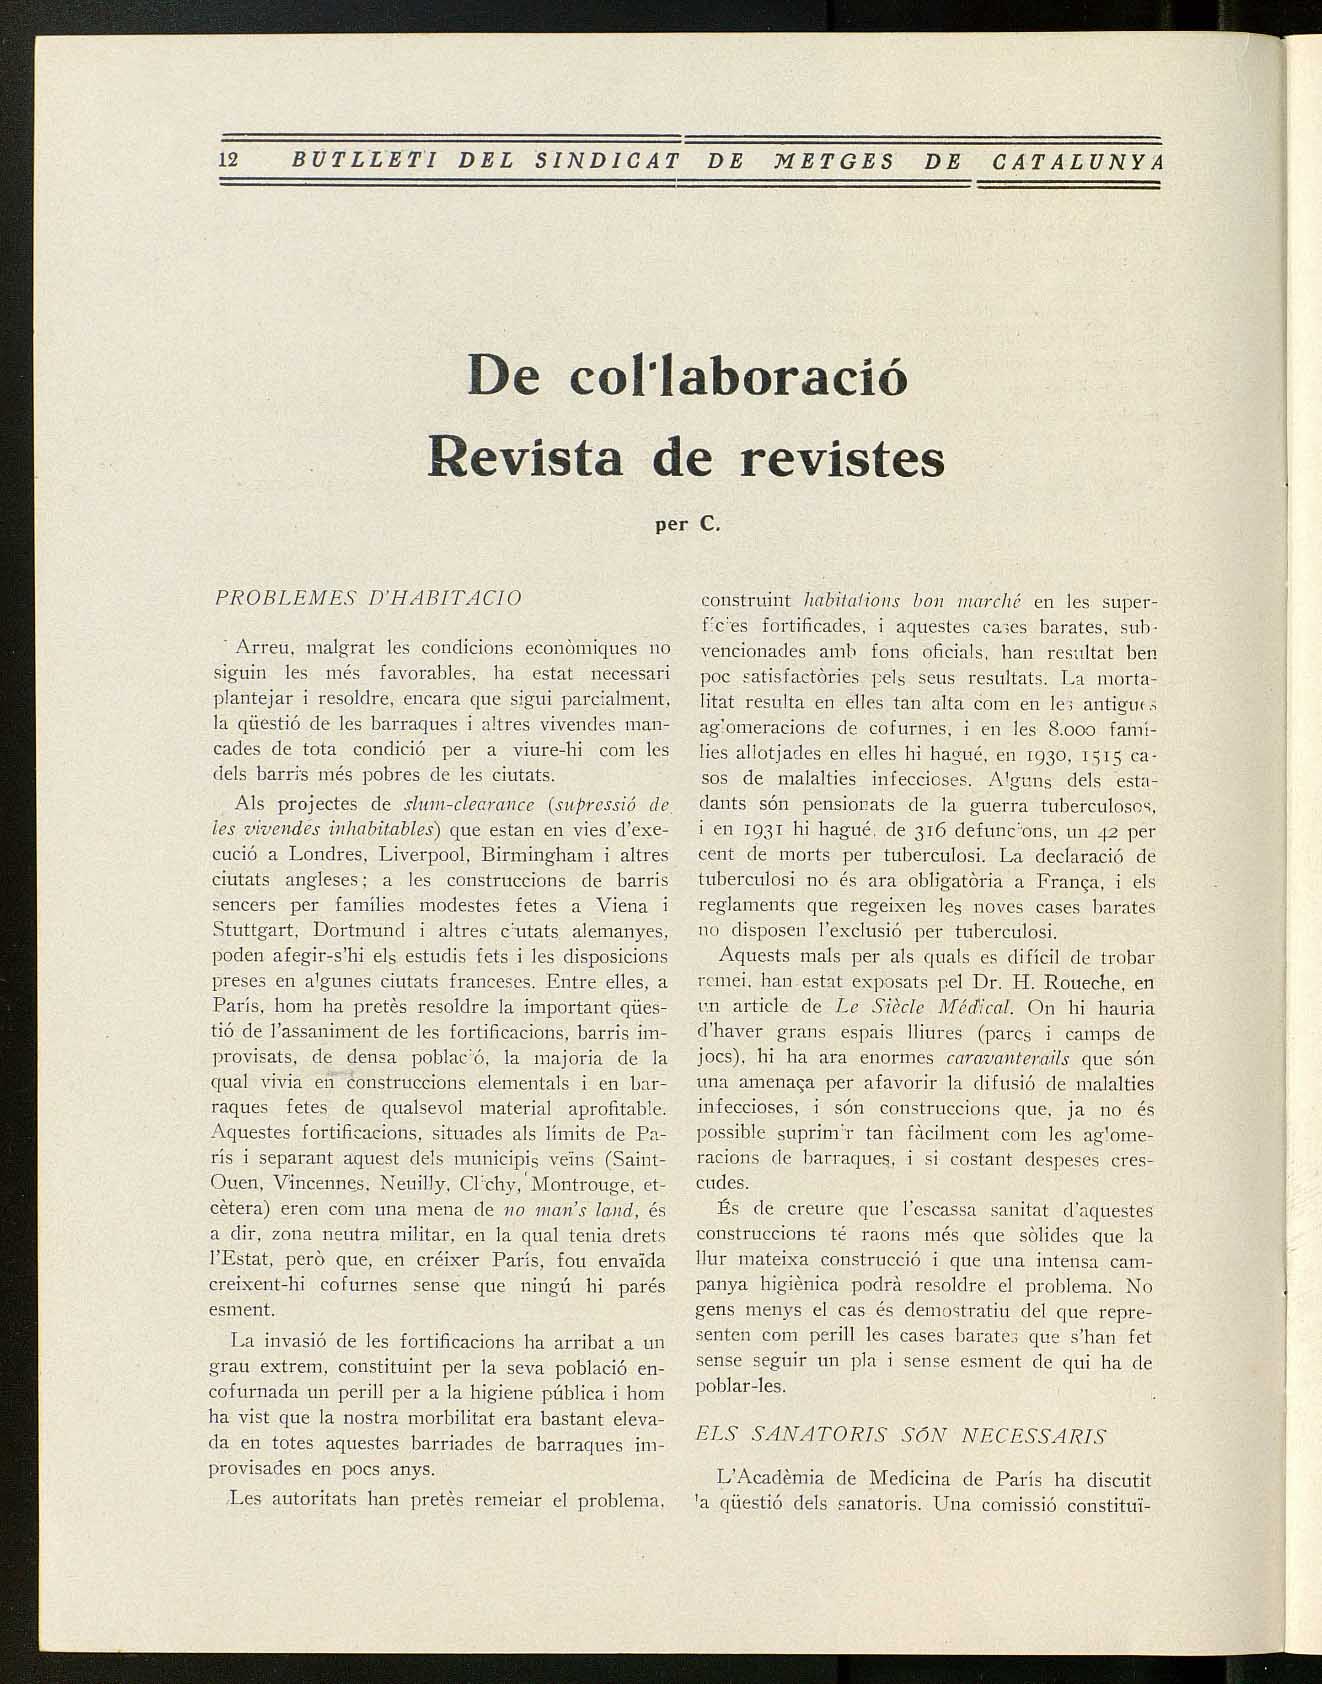 12 BUTLLETI DEL SINDICAT DE METGES DE CATALUNYA
De col·laboració
Revista de revistes
per C.
PROBLEMES D'HABITACIO
Arreu, malgrat les condicions econòmiques no
siguin les més favorables, ha estat necessari
plantejar i resoldre, encara que sigui parcialment,
la qüestió de les barraques i altres vivendes man-
cades de tota condició per a viure-hi com les
dels barris més pobres de les ciutats.
Als projectes de slum-clearance (supressió de
les vivendes inhabitables) que estan en vies d'exe-
cució a Londres, Liverpool, Birmingham i altres
ciutats angleses; a les construccions de barris
sencers per famílies modestes fetes a Viena i
Stuttgart, Dortmund i altres ciutats alemanyes,
poden afegir-s'hi els estudis fets i les disposicions
preses en algunes ciutats franceses. Entre elles, a
París, hom ha pretès resoldre la important qües-
tió de l'assaniment de les fortificacions, barris im-
provisats, de densa població, la majoria de la
qual vivia en construccions elementals i en bar-
raques fetes de qualsevol material aprofitable.
Aquestes fortificacions, situades als límits de Pa-
rís i separant aquest dels municipis veïns (Saint-
Ouen, Vincennes, Neuilly, Clichy, Montrouge, et-
cètera) eren com una mena de no man's land, és
a dir, zona neutra militar, en la qual tenia drets
l'Estat, però que, en créixer París, fou envaïda
creixent-hi cofurnes sense que ningú hi parés
esment.
La invasió de les fortificacions ha arribat a un
grau extrem, constituint per la seva població en-
cofurnada un perill per a la higiene pública i hom
ha vist que la nostra morbilitat era bastant eleva-
da en totes aquestes barriades de barraques im-
provisades en pocs anys.
Les autoritats han pretès remeiar el problema,
construint habitations bon marché en les super-
fícies fortificades, i aquestes cases barates, sub-
vencionades amb fons oficials, han resultat ben
poc satisfactòries pels seus resultats. La morta-
litat resulta en elles tan alta com en les antigues
aglomeracions de cofurnes, i en les 8.000 famí-
lies allotjades en elles hi hagué, en 1930, 1515 ca-
sos de malalties infeccioses. Alguns dels esta-
dants són pensionats de la guerra tuberculosos,
i en 1931 hi hagué, de 316 defuncions, un 42 per
cent de morts per tuberculosi. La declaració de
tuberculosi no és ara obligatòria a França, i els
reglaments que regeixen les noves cases barates
no disposen l'exclusió per tuberculosi.
Aquests mals per als quals es difícil de trobar
remei, han estat exposats pel Dr. H. Roueche, en
un article de Le Siècle Médical. On hi hauria
d'haver grans espais lliures (parcs i camps de
jocs), hi ha ara enormes caravanterails que són
una amenaça per afavorir la difusió de malalties
infeccioses, i són construccions que, ja no és
possible suprimir tan fàcilment com les aglome-
racions de barraques, i si costant despeses cres-
cudes.
És de creure que l'escassa sanitat d'aquestes
construccions té raons més que sòlides que la
llur mateixa construcció i que una intensa cam-
panya higiènica podrà resoldre el problema. No
gens menys el cas és demostratiu del que repre-
senten com perill les cases barates que s'han fet
sense seguir un pla i sense esment de qui ha de
poblar-les.
ELS SANATORIS SÓN NECESSARIS
L'Acadèmia de Medicina de París ha discutit
la qüestió dels sanatoris. Una comissió constituï-